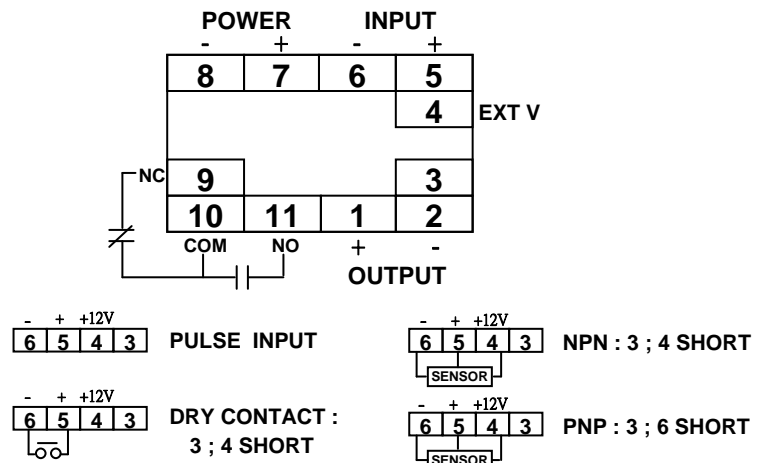 POWER INPUT
- + - +
8 7 6 5
4 EXT V
NC 9 3
10 11 1 2
COM NO + -
OUTPUT
- + +12V
6 5 4 3 PULSE INPUT
- + +12V
6 5 4 3 NPN : 3 ; 4 SHORT
SENSOR
- + +12V
6 5 4 3 DRY CONTACT :
3 ; 4 SHORT
- + +12V
6 5 4 3 PNP : 3 ; 6 SHORT
SENSOR